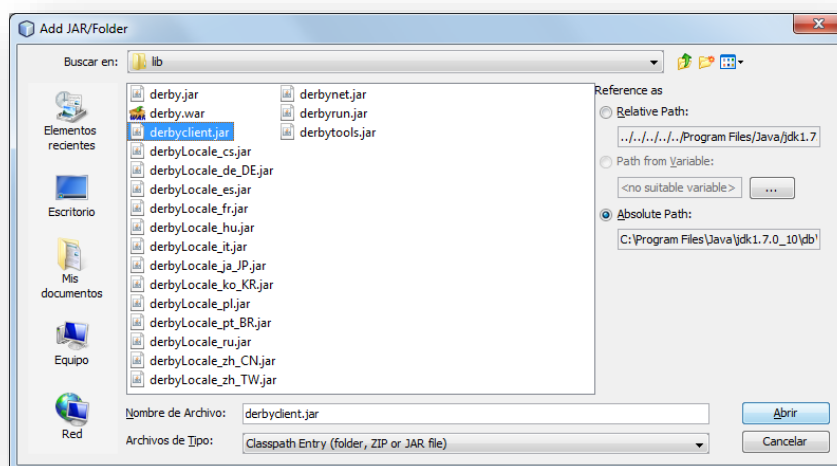 Add JAR/Folder
Buscar en: lib
Elementos recientes
Escritorio
Mis documentos
Equipo
Red
derby.jar
derby.war
derbyclient.jar
derbyLocale_cs.jar
derbyLocale_de_DE.jar
derbyLocale_es.jar
derbyLocale_fr.jar
derbyLocale_hu.jar
derbyLocale_it.jar
derbyLocale_ja_JP.jar
derbyLocale_ko_KR.jar
derbyLocale_pl.jar
derbyLocale_pt_BR.jar
derbyLocale_ru.jar
derbyLocale_zh_CN.jar
derbyLocale_zh_TW.jar
derbynet.jar
derbyrun.jar
derbytools.jar
Reference as
Relative Path:
../../../../../Program Files/Java/jdk1.7
Path from Variable:
<no suitable variable> ...
Absolute Path:
C:\Program Files\Java\jdk1.7.0_10\db\
Nombre de Archivo: derbyclient.jar Abrir
Archivos de Tipo: Classpath Entry (folder, ZIP or JAR file) Cancelar